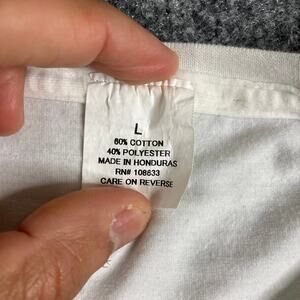 L
60% COTTON
40% POLYESTER
MADE IN HONDURAS
RN# 108633
CARE ON REVERSE